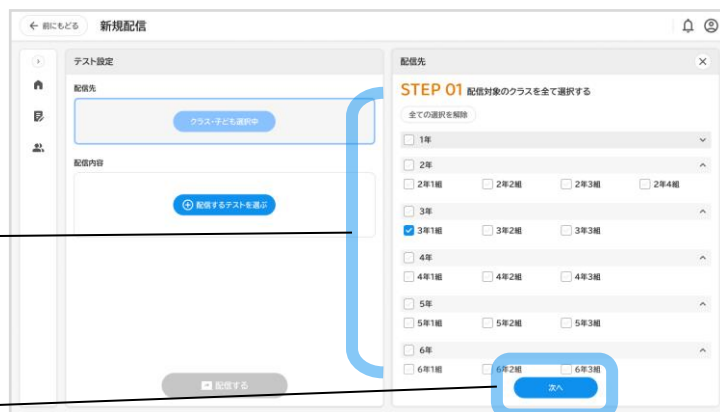 前にもどる 新規配信
テスト設定
配信先
クラス・子ども選択中
配信内容
配信するテストを選ぶ
配信する
配信先
STEP 01 配信対象のクラスを全て選択する
全ての選択を解除
1年
2年
2年1組 2年2組 2年3組 2年4組
3年
3年1組 3年2組 3年3組
4年
4年1組 4年2組 4年3組
5年
5年1組 5年2組 5年3組
6年
6年1組 6年2組 6年3組
次へ